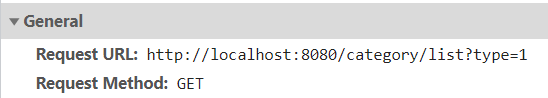 General
Request URL: http://localhost:8080/category/list?type=1
Request Method: GET